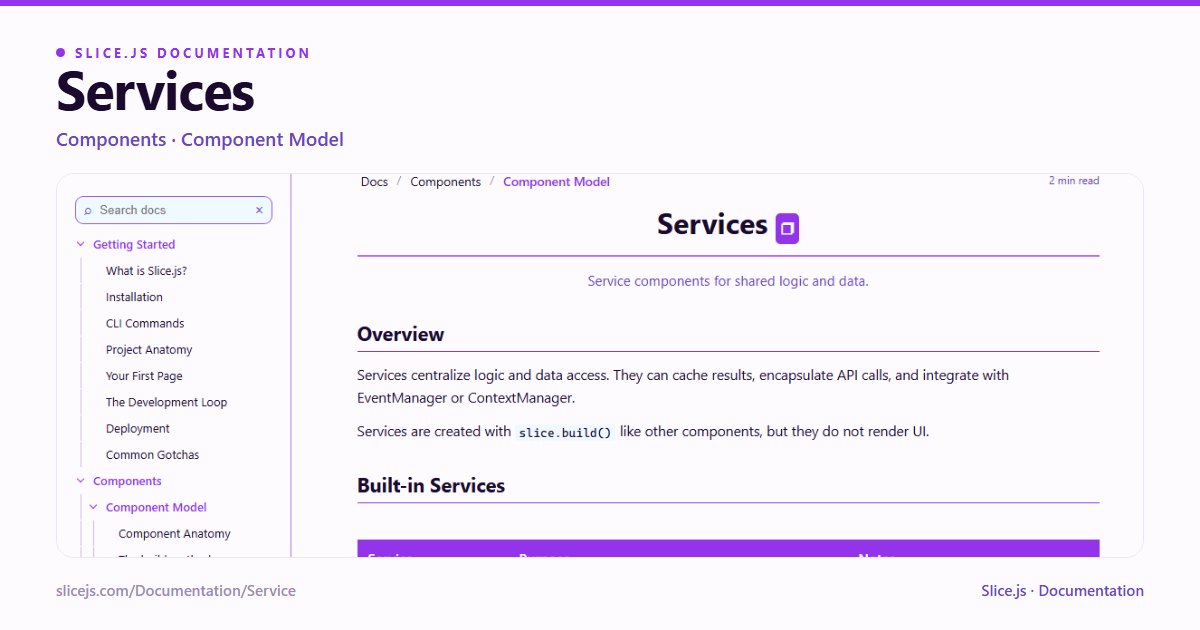 SLICE.JS DOCUMENTATION
Services
Components · Component Model
Search docs
Getting Started
What is Slice.js?
Installation
CLI Commands
Project Anatomy
Your First Page
The Development Loop
Deployment
Common Gotchas
Components
Component Model
Component Anatomy
Docs / Components / Component Model
2 min read
Services
Service components for shared logic and data.
Overview
Services centralize logic and data access. They can cache results, encapsulate API calls, and integrate with
EventManager or ContextManager.
Services are created with slice.build() like other components, but they do not render UI.
Built-in Services
slicejs.com/Documentation/Service
Slice.js · Documentation